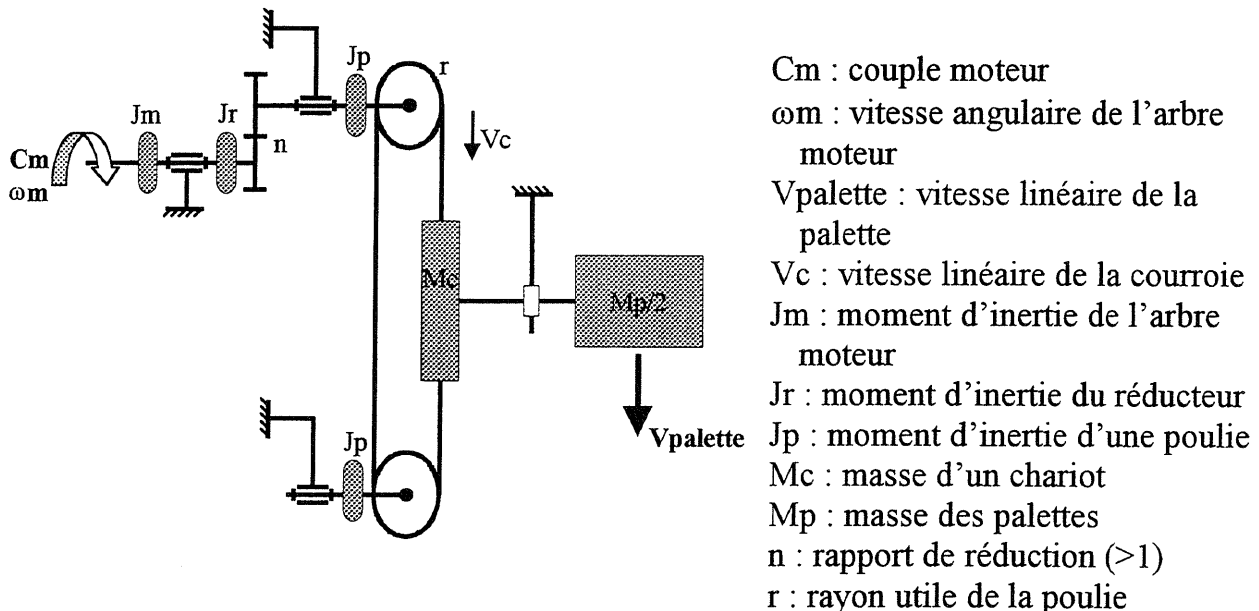 Jp
r
Jm
Jr
n
Vc
Cm
ωm
Mc
Mp/2
Vpalette
Jp
Cm : couple moteur
ωm : vitesse angulaire de l’arbre
moteur
Vpalette : vitesse linéaire de la
palette
Vc : vitesse linéaire de la courroie
Jm : moment d’inertie de l’arbre
moteur
Jr : moment d’inertie du réducteur
Jp : moment d’inertie d’une poulie
Mc : masse d’un chariot
Mp : masse des palettes
n : rapport de réduction (>1)
r : rayon utile de la poulie